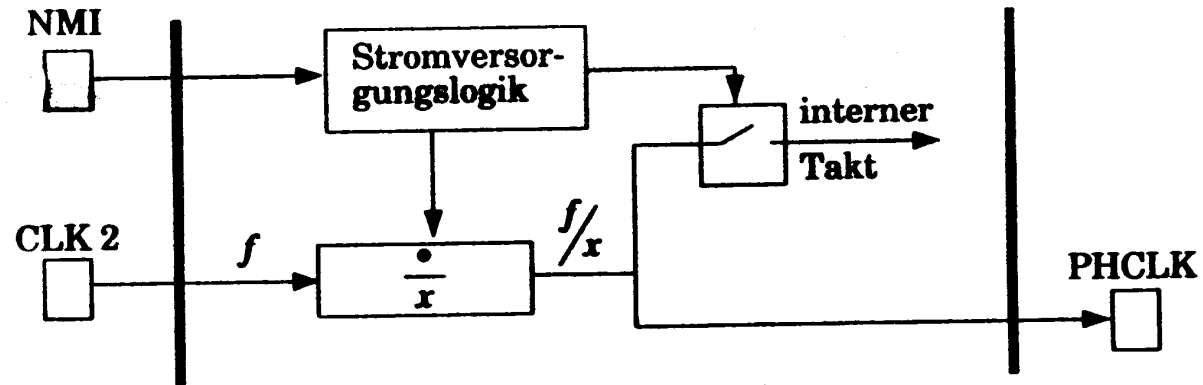 NMI
Stromversor-
gungslogik
interner
Takt
CLK 2
f
•
x
f/x
PHCLK